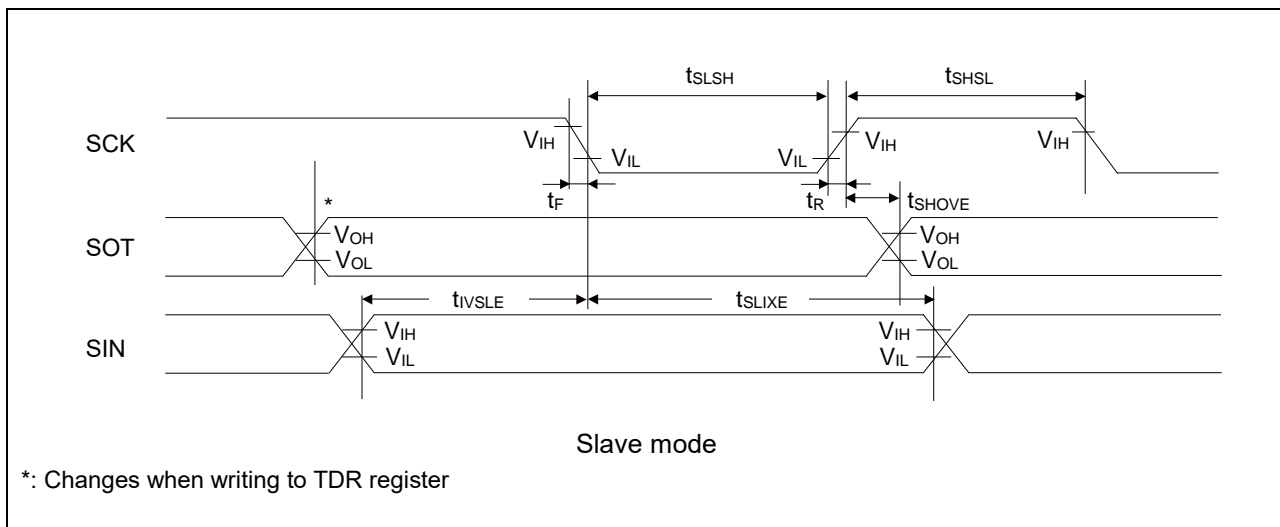 tSLSH tSHSL
SCK VIH VIL VIL VIH VIH
tF tR tSHOVE
*
SOT VOH VOH
VOL VOL
tIVSLE tSLIXE
SIN VIH VIH
VIL VIL
Slave mode
*: Changes when writing to TDR register